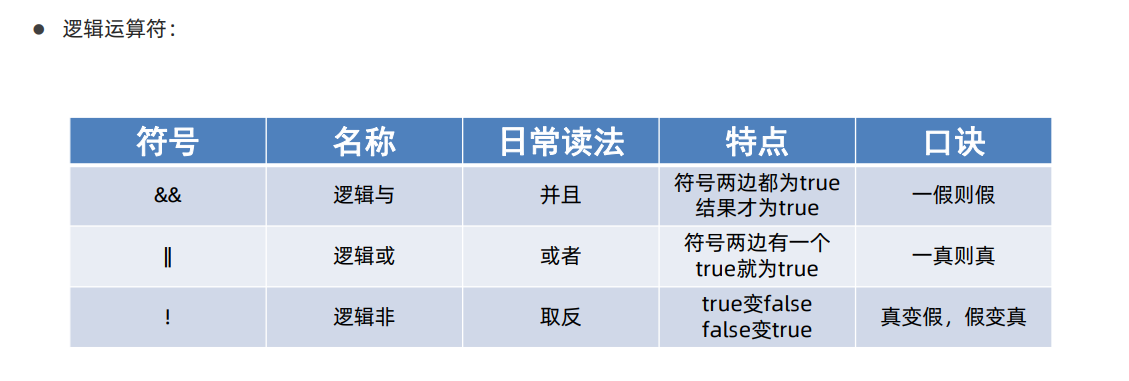 逻辑运算符：
符号 名称 日常读法 特点 口诀
&& 逻辑与 并且 符号两边都为true 一假则假
结果才为true
|| 逻辑或 或者 符号两边有一个 一真则真
true就为true
! 逻辑非 取反 true变false 真变假，假变真
false变true